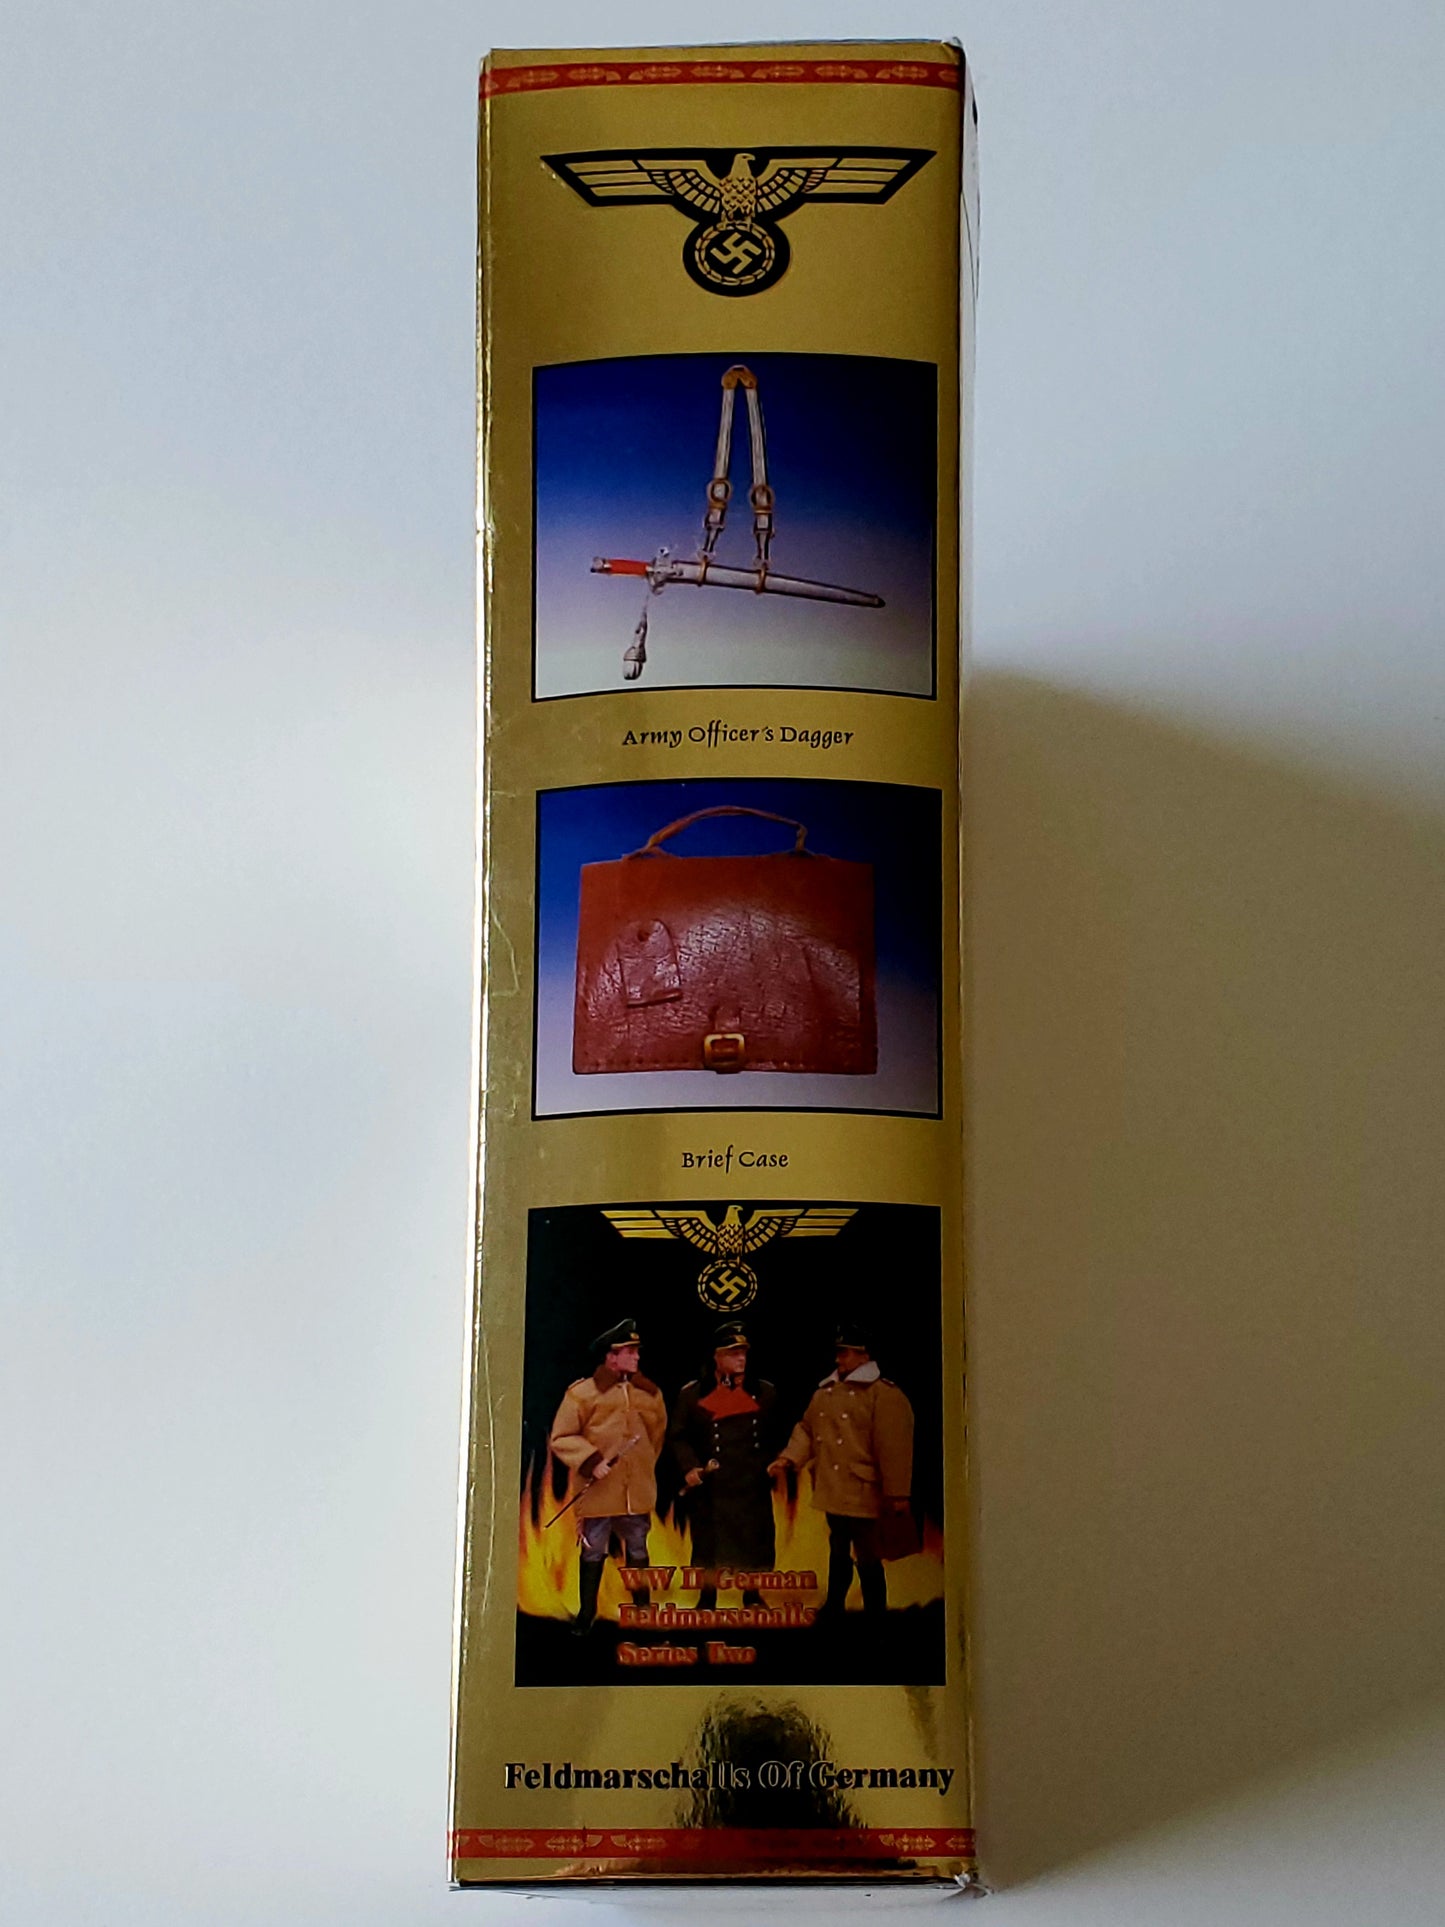 Army Officer's Dagger
Brief Case
WW II German
Feldmarschalls
Series Two
Feldmarschalls Of Germany